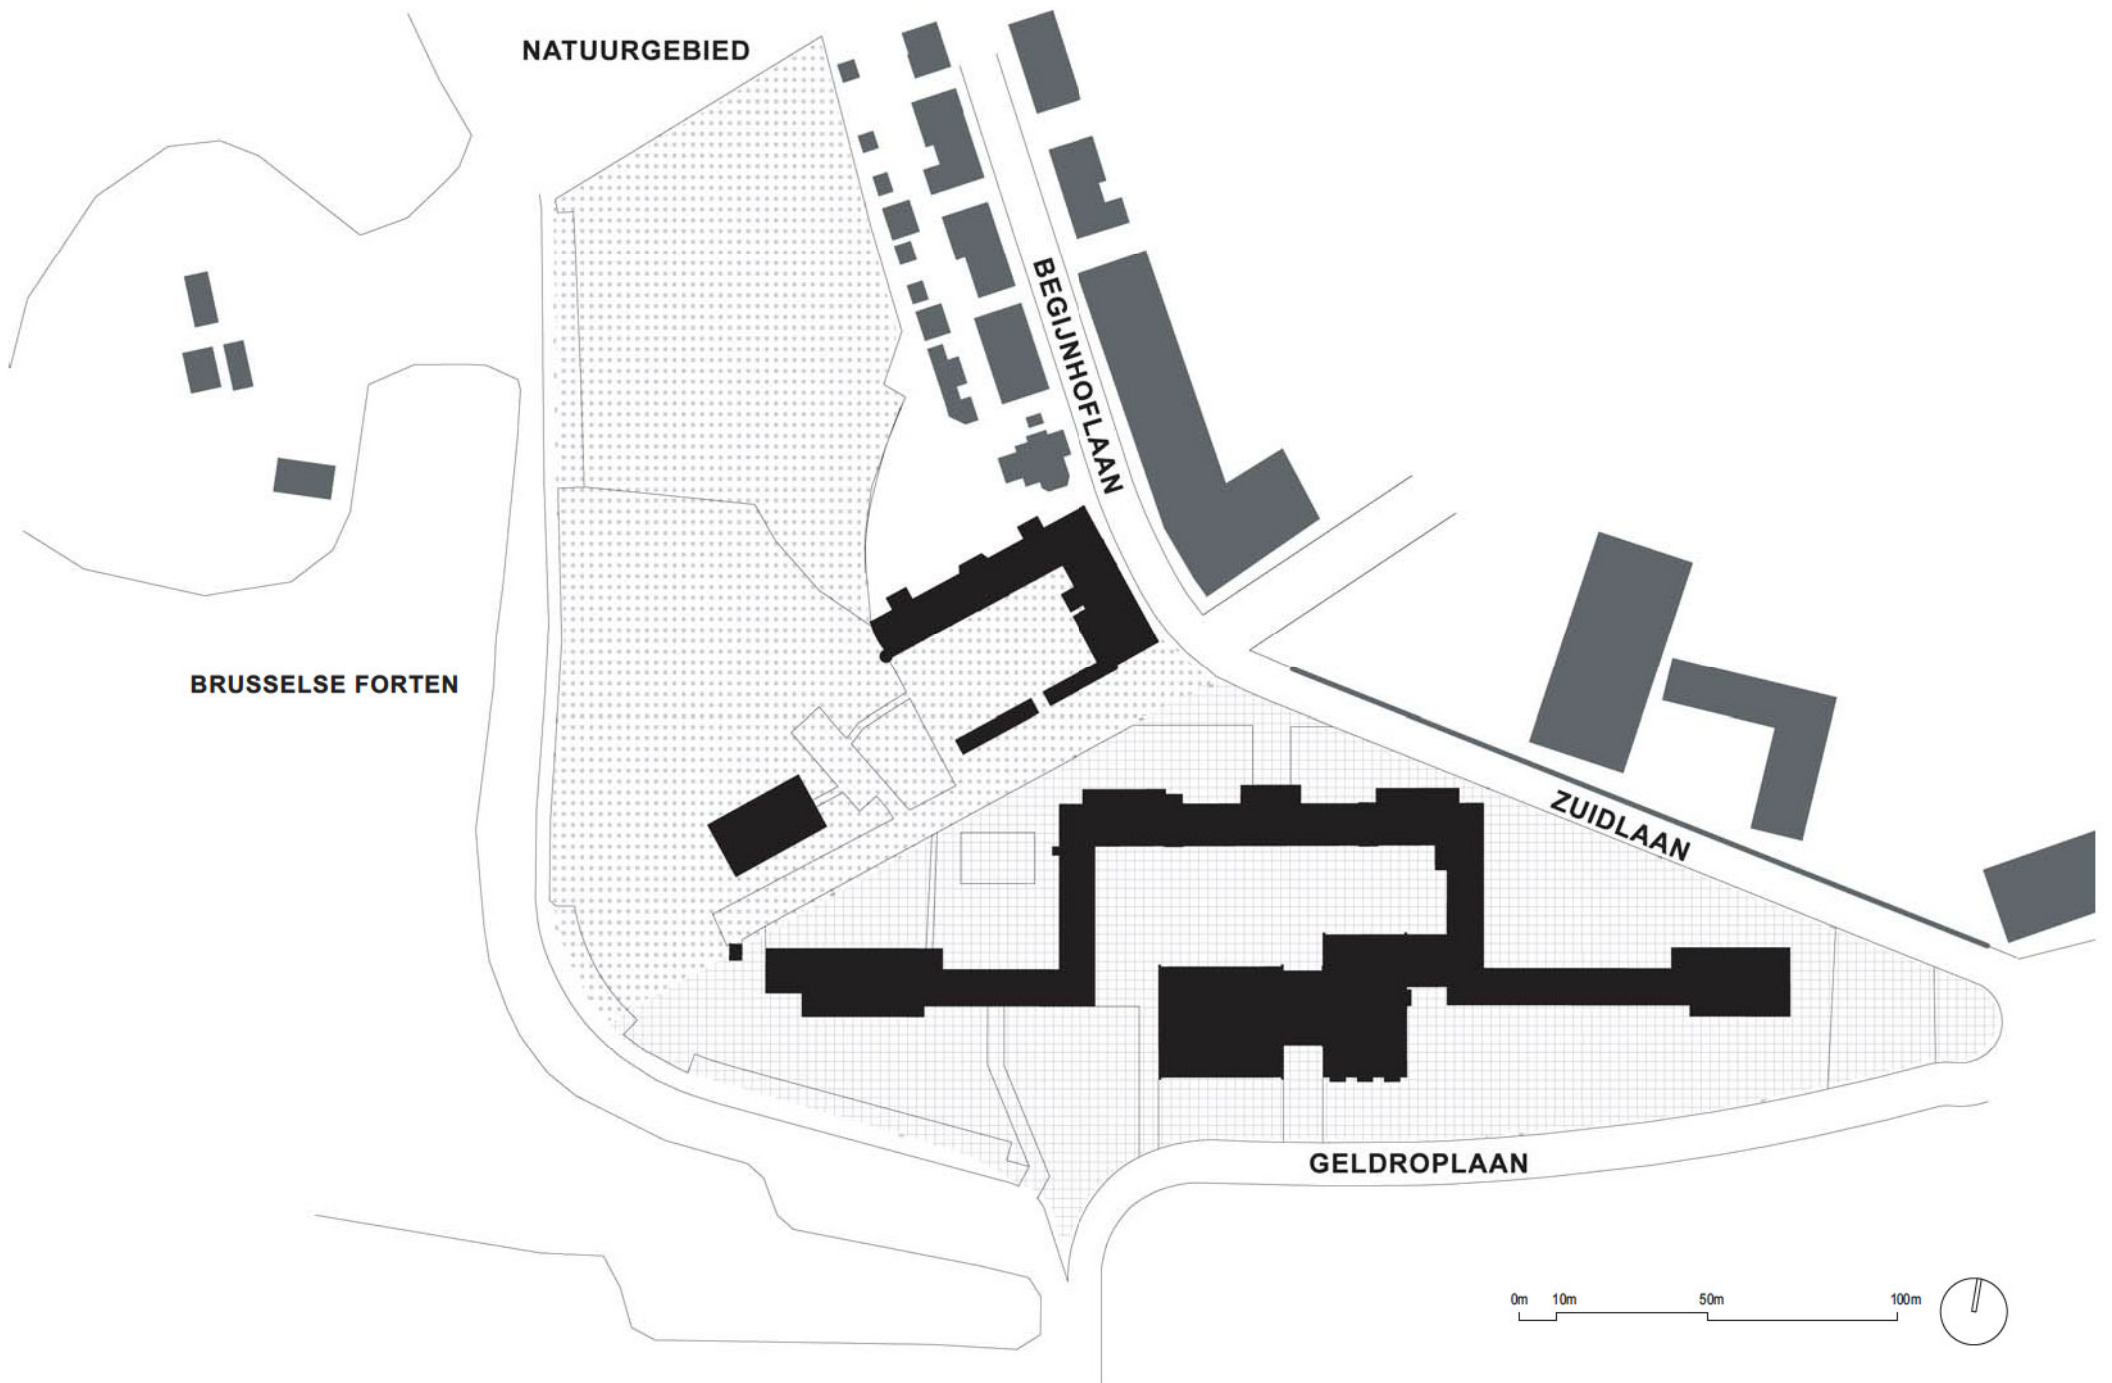 NATUURGEBIED
BEGIJNHOFLAAN
BRUSSELSE FORTEN
ZUIDLAAN
GELDROPLAAN
0m 10m 50m 100m